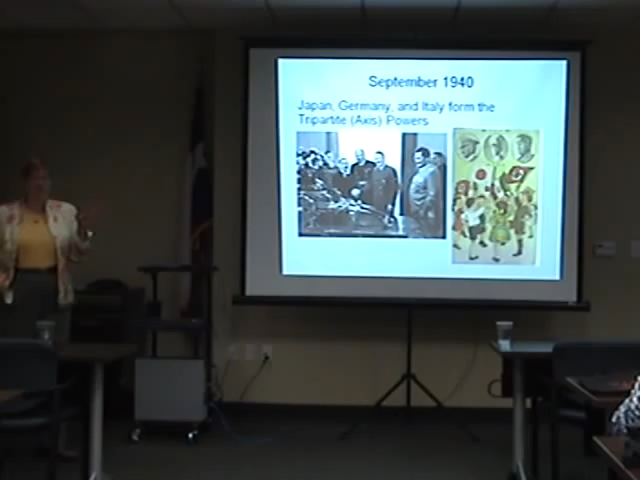 September 1940
Japan, Germany, and Italy form the
Tripartite (Axis) Powers